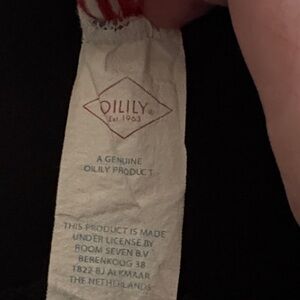 OILILY®
Est. 1963
A GENUINE
OILILY PRODUCT
THIS PRODUCT IS MADE
UNDER LICENSE BY
ROOM SEVEN B.V
BERENKOOG 38
1822 BJ ALKMAAR
THE NETHERLANDS